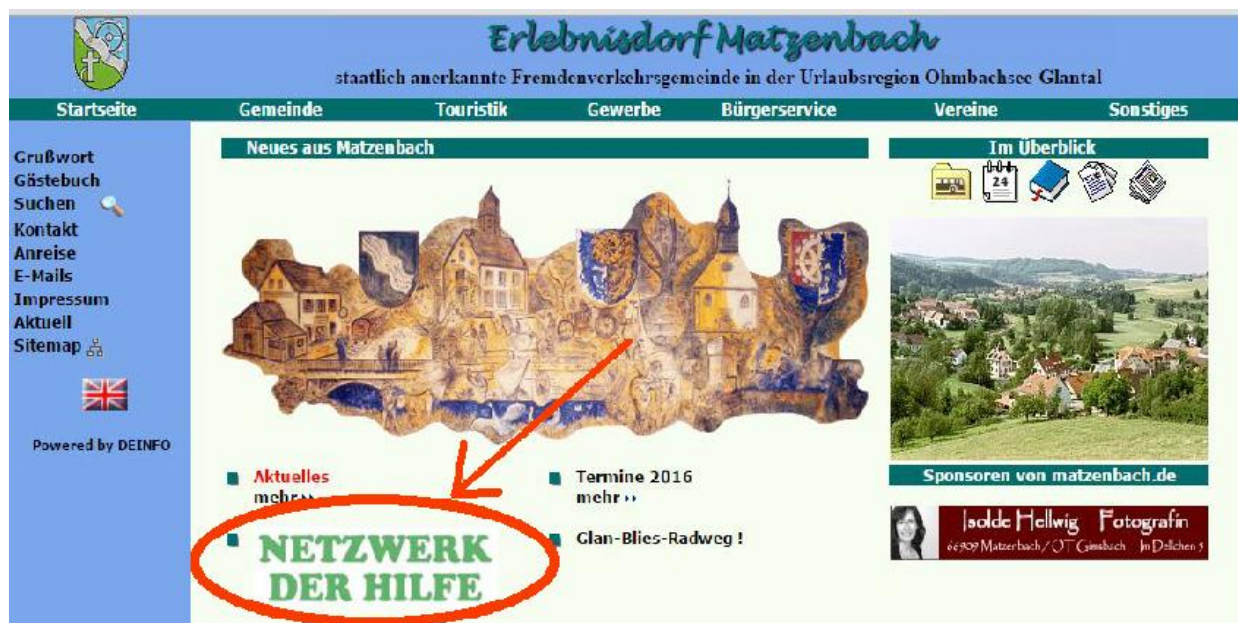 Erlebnisdorf Matzenbach
staatlich anerkannte Fremdenverkehrsgemeinde in der Urlaubsregion Ohmbachsee Glantal
Startseite Gemeinde Touristik Gewerbe Bürgerservice Vereine Sonstiges
Grußwort
Gästebuch
Suchen
Kontakt
Anreise
E-Mails
Impressum
Aktuell
Sitemap
Powered by DEINFO
Neues aus Matzenbach
Aktuelles
mehr ››
NETZWERK
DER HILFE
Termine 2016
mehr ››
Glan-Blies-Radweg !
Im Überblick
24
Sponsoren von matzenbach.de
Isolde Hellwig Fotografin
66909 Matzenbach / OT Gimsbach Im Dellchen 5